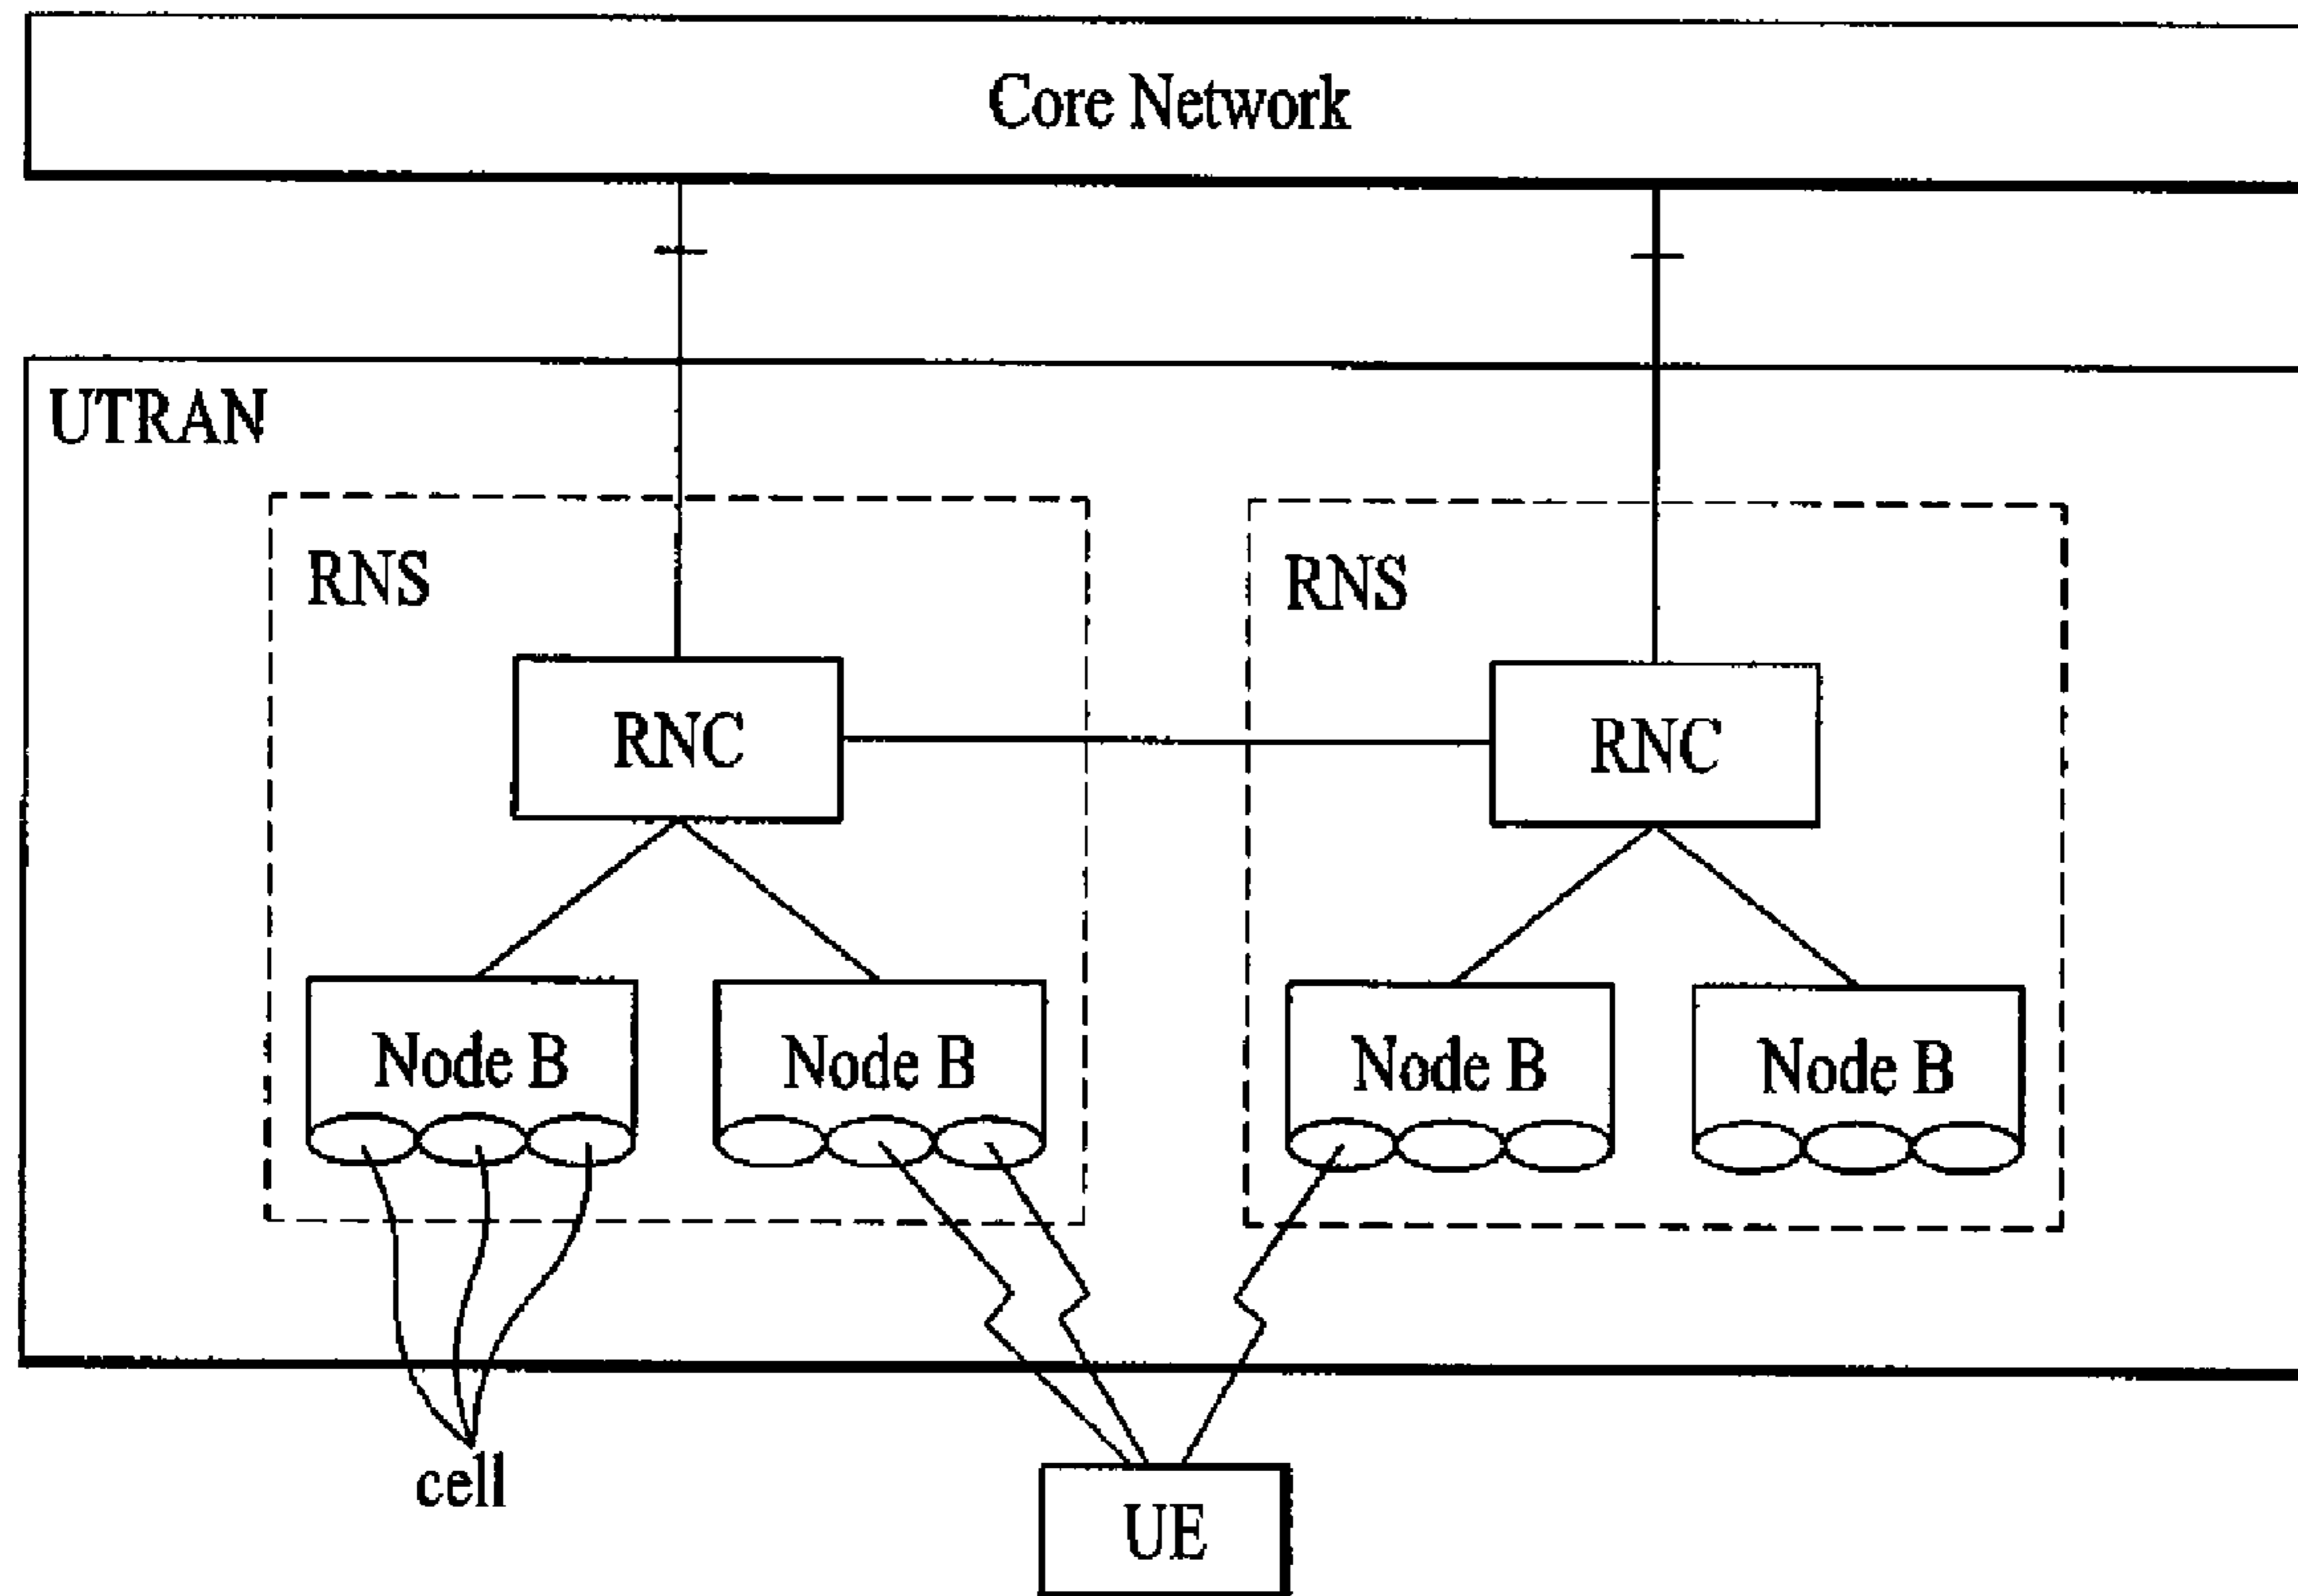 Core Network
UTRAN
RNS
RNS
RNC
RNC
Node B
Node B
Node B
Node B
cell
UE